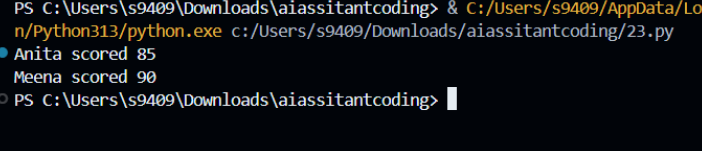 PS C:\Users\s9409\Downloads\aiassitantcoding> & C:/Users/s9409/AppData/Lo
n/Python313/python.exe c:/Users/s9409/Downloads/aiassitantcoding/23.py
Anita scored 85
Meena scored 90
PS C:\Users\s9409\Downloads\aiassitantcoding>